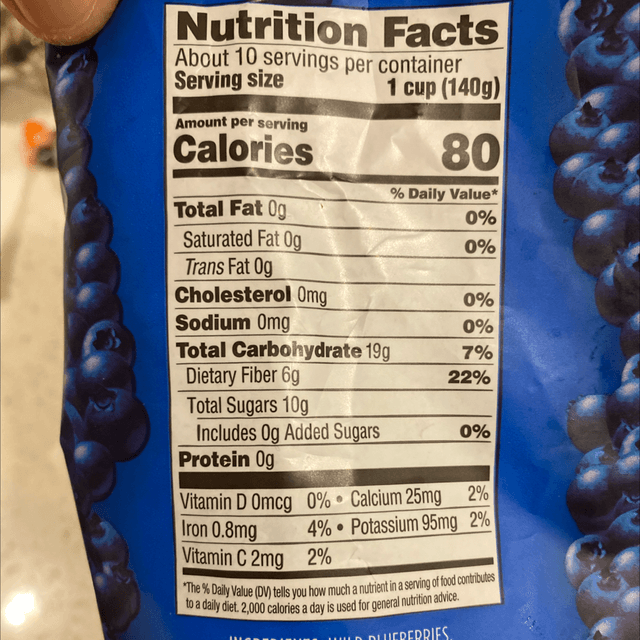 Nutrition Facts
About 10 servings per container
Serving size 1 cup (140g)
Amount per serving
Calories 80
% Daily Value*
Total Fat 0g 0%
Saturated Fat 0g 0%
Trans Fat 0g
Cholesterol 0mg 0%
Sodium 0mg 0%
Total Carbohydrate 19g 7%
Dietary Fiber 6g 22%
Total Sugars 10g
Includes 0g Added Sugars 0%
Protein 0g
Vitamin D 0mcg 0% • Calcium 25mg 2%
Iron 0.8mg 4% • Potassium 95mg 2%
Vitamin C 2mg 2%
*The % Daily Value (DV) tells you how much a nutrient in a serving of food contributes
to a daily diet. 2,000 calories a day is used for general nutrition advice.
INGREDIENTS: WILD BLUEBERRIES